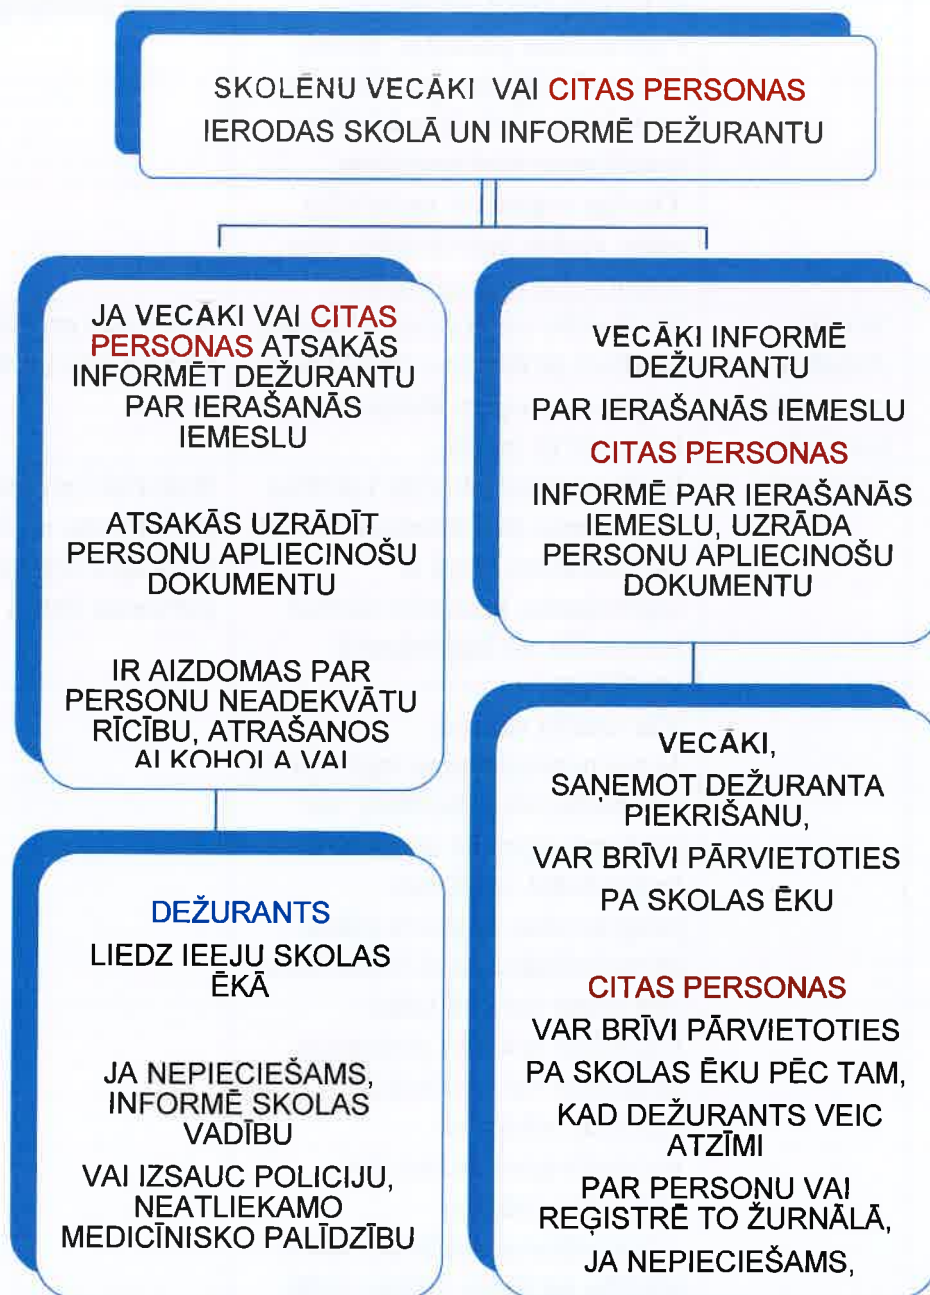 SKOLĒNU VECĀKI VAI CITAS PERSONAS
IERODAS SKOLĀ UN INFORMĒ DEŽURANTU
JA VECĀKI VAI CITAS
PERSONAS ATSAKĀS
INFORMĒT DEŽURANTU
PAR IERAŠANĀS
IEMESLU
ATSAKĀS UZRĀDĪT
PERSONU APLIECINOŠU
DOKUMENTU
IR AIZDOMAS PAR
PERSONU NEADEKVĀTU
RĪCĪBU, ATRAŠANOS
ALKOHOLA VAI
DEŽURANTS
LIEDZ IEEJU SKOLAS
ĒKĀ
JA NEPIECIEŠAMS,
INFORMĒ SKOLAS
VADĪBU
VAI IZSAUC POLICIJU,
NEATLIEKAMO
MEDICĪNISKO PALĪDZĪBU
VECĀKI INFORMĒ
DEŽURANTU
PAR IERAŠANĀS IEMESLU
CITAS PERSONAS
INFORMĒ PAR IERAŠANĀS
IEMESLU, UZRĀDA
PERSONU APLIECINOŠU
DOKUMENTU
VECĀKI,
SAŅEMOT DEŽURANTA
PIEKRIŠANU,
VAR BRĪVI PĀRVIETOTIES
PA SKOLAS ĒKU
CITAS PERSONAS
VAR BRĪVI PĀRVIETOTIES
PA SKOLAS ĒKU PĒC TAM,
KAD DEŽURANTS VEIC
ATZĪMI
PAR PERSONU VAI
REĢISTRĒ TO ŽURNĀLĀ,
JA NEPIECIEŠAMS,